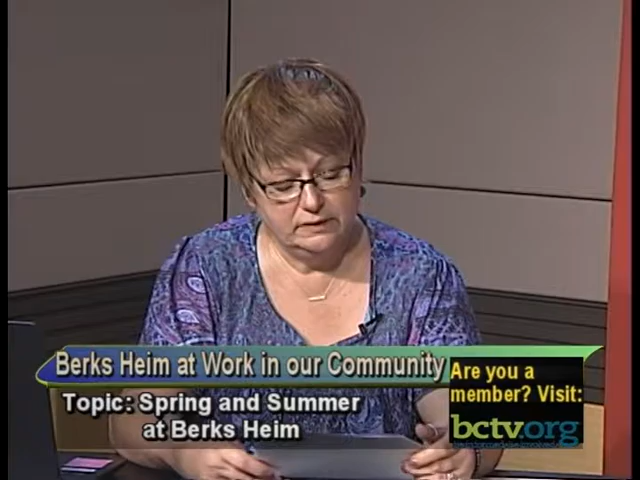 Berks Heim at Work in our Community
Topic: Spring and Summer
at Berks Heim
Are you a
member? Visit:
bctv.org